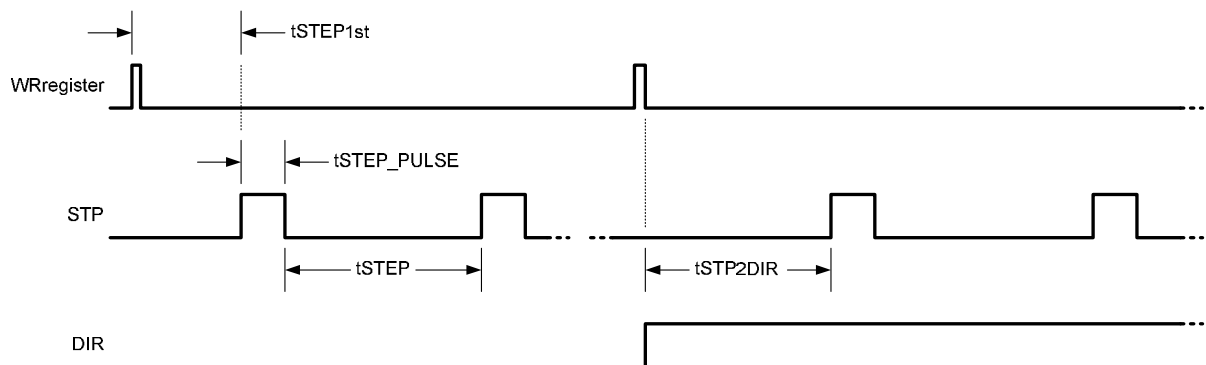 tSTEP1st
WRregister
tSTEP_PULSE
STP
tSTEP
tSTP2DIR
DIR